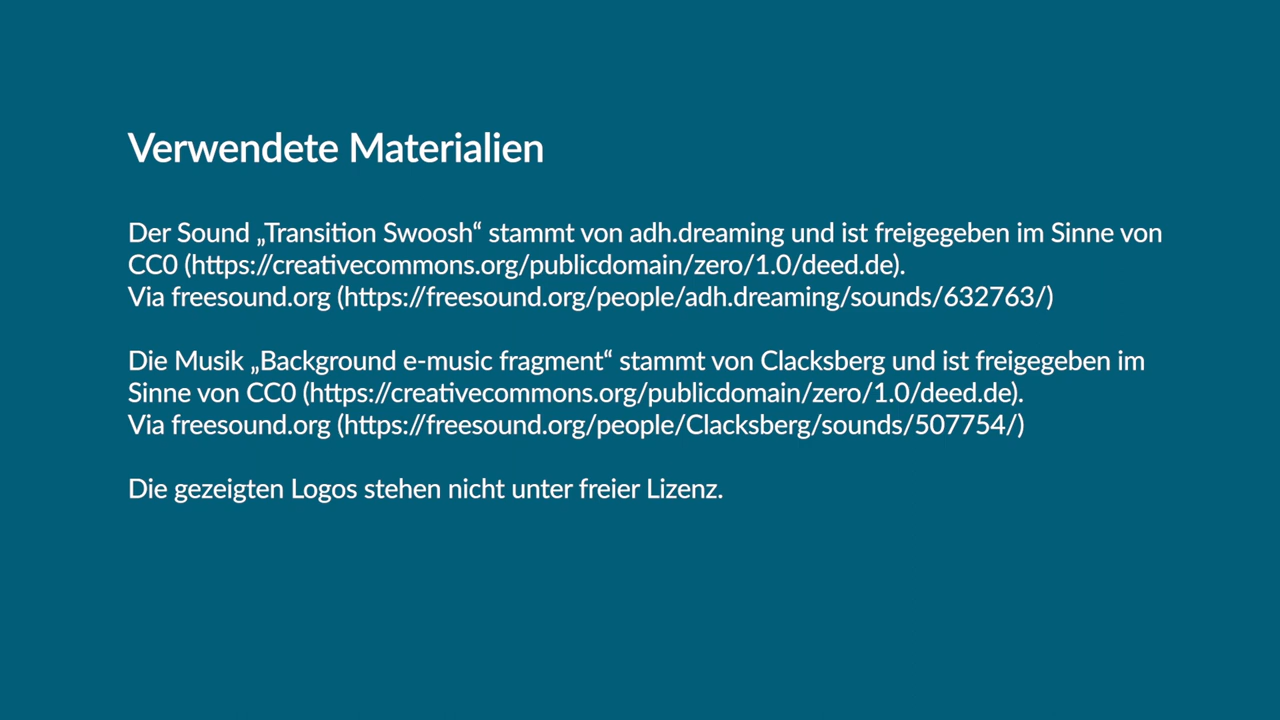 Verwendete Materialien
Der Sound „Transition Swoosh“ stammt von adh.dreaming und ist freigegeben im Sinne von
CC0 (https://creativecommons.org/publicdomain/zero/1.0/deed.de).
Via freesound.org (https://freesound.org/people/adh.dreaming/sounds/632763/)
Die Musik „Background e-music fragment“ stammt von Clacksberg und ist freigegeben im
Sinne von CC0 (https://creativecommons.org/publicdomain/zero/1.0/deed.de).
Via freesound.org (https://freesound.org/people/Clacksberg/sounds/507754/)
Die gezeigten Logos stehen nicht unter freier Lizenz.